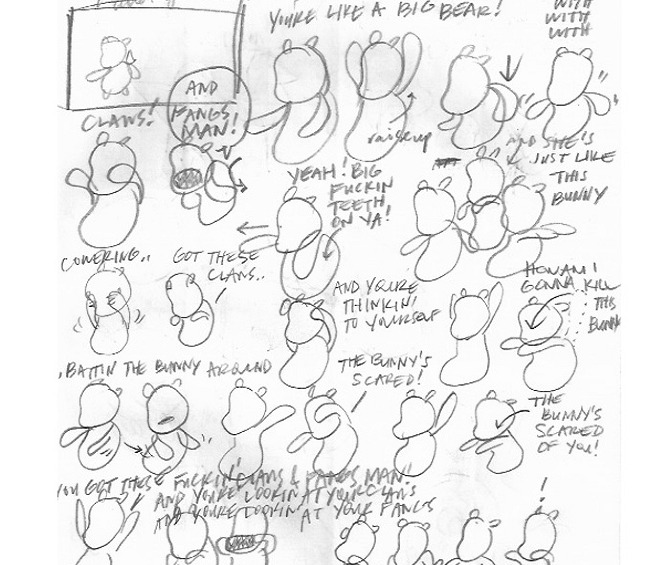 YOU'RE LIKE A BIG BEAR!
WITH
WITH
WITH
CLAWS!
AND
FANGS
MAN!
raise up
AND SHE'S
JUST LIKE
THIS
BUNNY
YEAH! BIG
FUCKIN
TEETH
ON YA!
COWERING..
GOT THESE
CLAWS..
AND YOU'RE
THINKIN'
TO YOURSELF
HOW AM I
GONNA KILL
THIS
BUNNY
, BATTIN THE BUNNY AROUND
THE BUNNY'S
SCARED!
THE
BUNNY'S
SCARED
OF YOU!
YOU GOT THESE FUCKIN' CLAWS & FANGS MAN!
AND YOU'RE LOOKIN' AT YOUR CLAWS
AND YOU'RE LOOKIN' AT YOUR FANGS
!